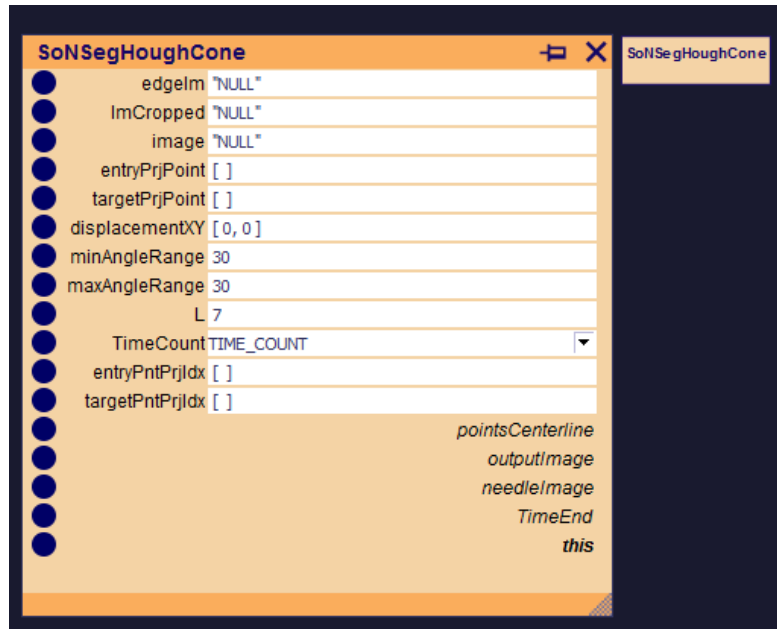 SoNSegHoughCone
SoNSegHoughCone
edgeIm "NULL"
ImCropped "NULL"
image "NULL"
entryPrjPoint [ ]
targetPrjPoint [ ]
displacementXY [ 0, 0 ]
minAngleRange 30
maxAngleRange 30
L 7
TimeCount TIME_COUNT
entryPntPrjIdx [ ]
targetPntPrjIdx [ ]
pointsCenterline
outputImage
needleImage
TimeEnd
this